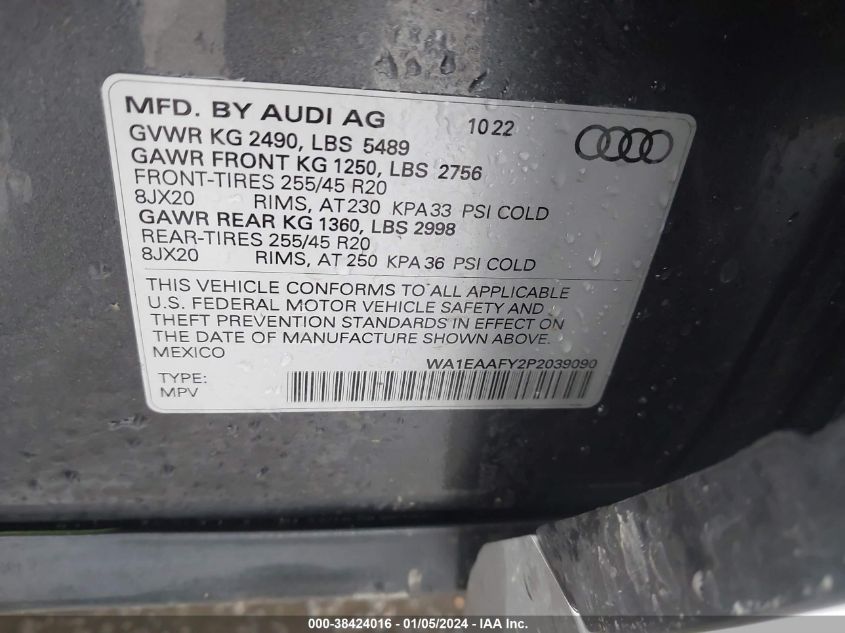 MFD. BY AUDI AG 10 22
GVWR KG 2490, LBS 5489
GAWR FRONT KG 1250, LBS 2756
FRONT-TIRES 255/45 R20
8JX20 RIMS, AT 230 KPA 33 PSI COLD
GAWR REAR KG 1360, LBS 2998
REAR-TIRES 255/45 R20
8JX20 RIMS, AT 250 KPA 36 PSI COLD
THIS VEHICLE CONFORMS TO ALL APPLICABLE
U.S. FEDERAL MOTOR VEHICLE SAFETY AND
THEFT PREVENTION STANDARDS IN EFFECT ON
THE DATE OF MANUFACTURE SHOWN ABOVE.
MEXICO WA1EAAFY2P2039090
TYPE:
MPV
000-38424016 - 01/05/2024 - IAA Inc.